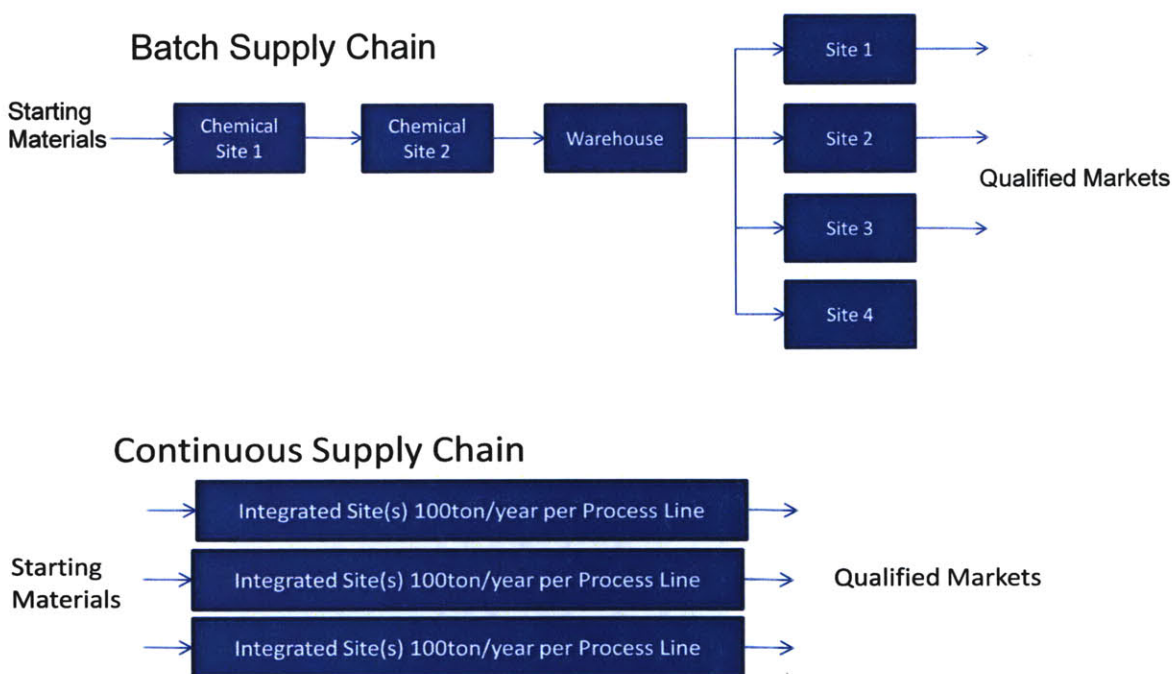 Batch Supply Chain
Starting
Materials
Chemical
Site 1
Chemical
Site 2
Warehouse
Site 1
Site 2
Site 3
Site 4
Qualified Markets
Continuous Supply Chain
Starting
Materials
Integrated Site(s) 100ton/year per Process Line
Integrated Site(s) 100ton/year per Process Line
Integrated Site(s) 100ton/year per Process Line
Qualified Markets